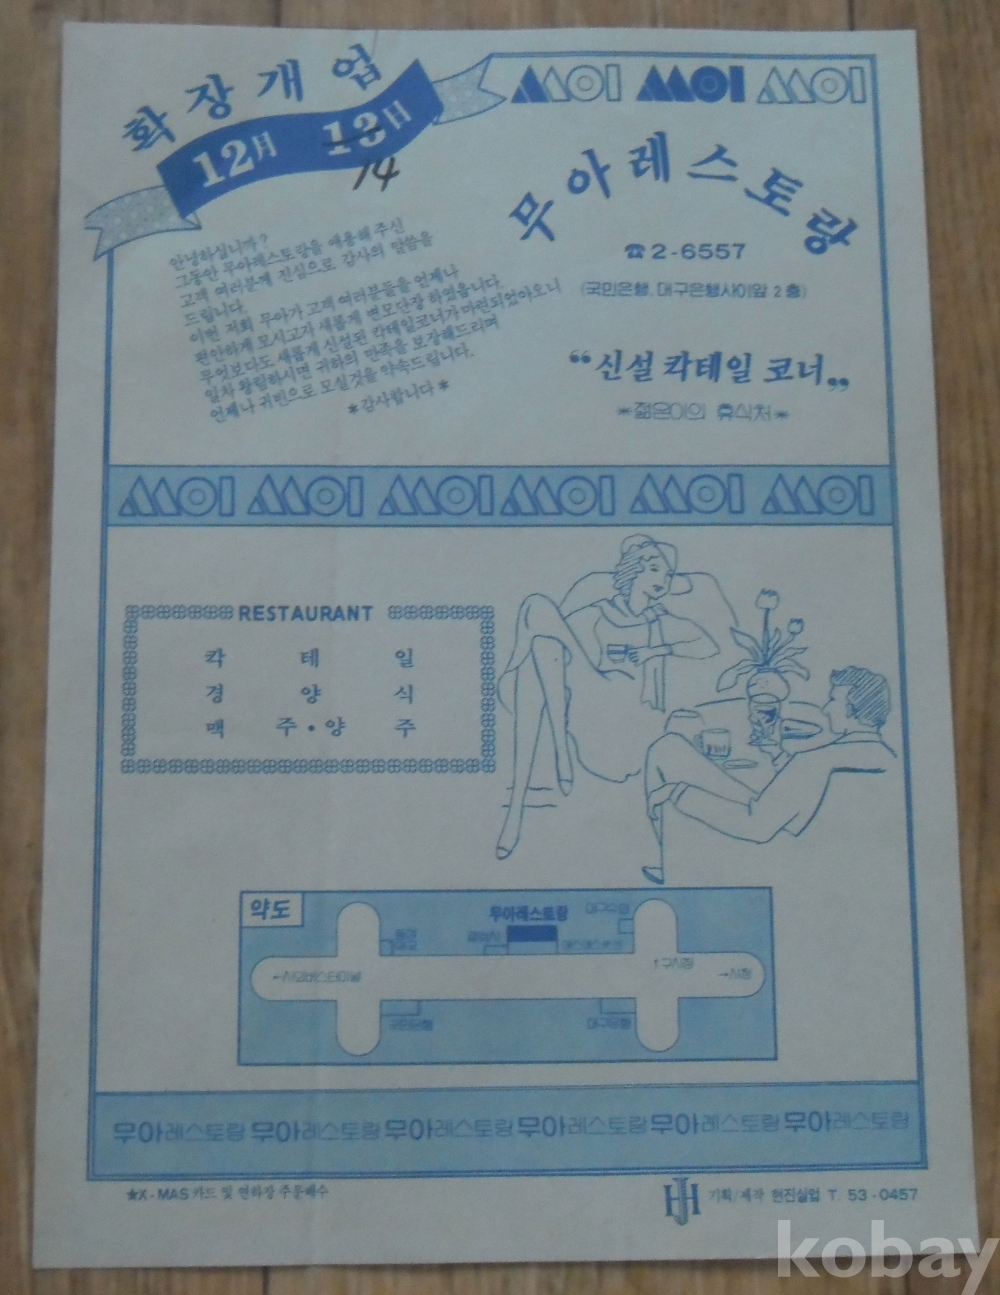 확장개업
12月 13日
14
MOI MOI MOI
무아레스토랑
☎2-6557
(국민은행, 대구은행사이앞 2층)
안녕하십니까?
그동안 무아레스토랑을 애용해 주신
고객 여러분께 진심으로 감사의 말씀을
드립니다.
이번 저희 무아가 고객 여러분들을 언제나
편안하게 모시고자 새롭게 변모단장 하였읍니다.
무엇보다도 새롭게 신설된 칵테일코너가 마련되었아오니
일차 왕림하시면 귀하의 만족을 보장해드리며
언제나 귀빈으로 모실것을 약속드립니다.
*감사합니다*
“신설 칵테일 코너„
*젊은이의 휴식처*
MOI MOI MOI MOI MOI MOI
RESTAURANT
칵 테 일
경 양 식
맥 주·양 주
약도
무아레스토랑
국민은행
대구은행
↑구시장
→시청
무아레스토랑 무아레스토랑 무아레스토랑 무아레스토랑 무아레스토랑 무아레스토랑
★X-MAS 카드 및 연하장 주문배수
HJ 기획/제작 현진실업 T. 53-0457
kobay